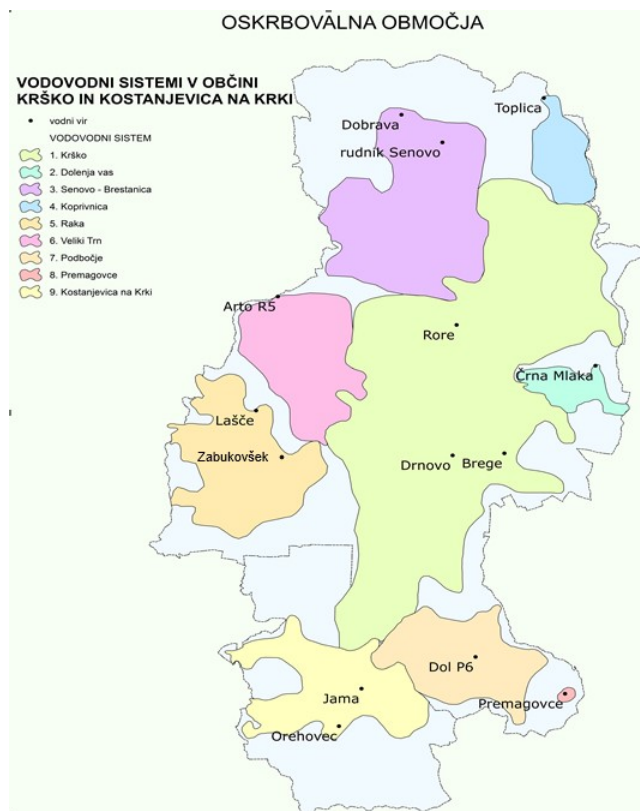 OSKRBOVALNA OBMOČJA
VODOVODNI SISTEMI V OBČINI
KRŠKO IN KOSTANJEVICA NA KRKI
vodni vir
VODOVODNI SISTEM
1. Krško
2. Dolenja vas
3. Senovo - Brestanica
4. Koprivnica
5. Raka
6. Veliki Trn
7. Podbočje
8. Premagovce
9. Kostanjevica na Krki
Toplica
Dobrava
rudnik Senovo
Arto R5
Rore
Črna Mlaka
Lašče
Zabukovšek
Drnovo
Brege
Dol P6
Jama
Premagovce
Orehovec